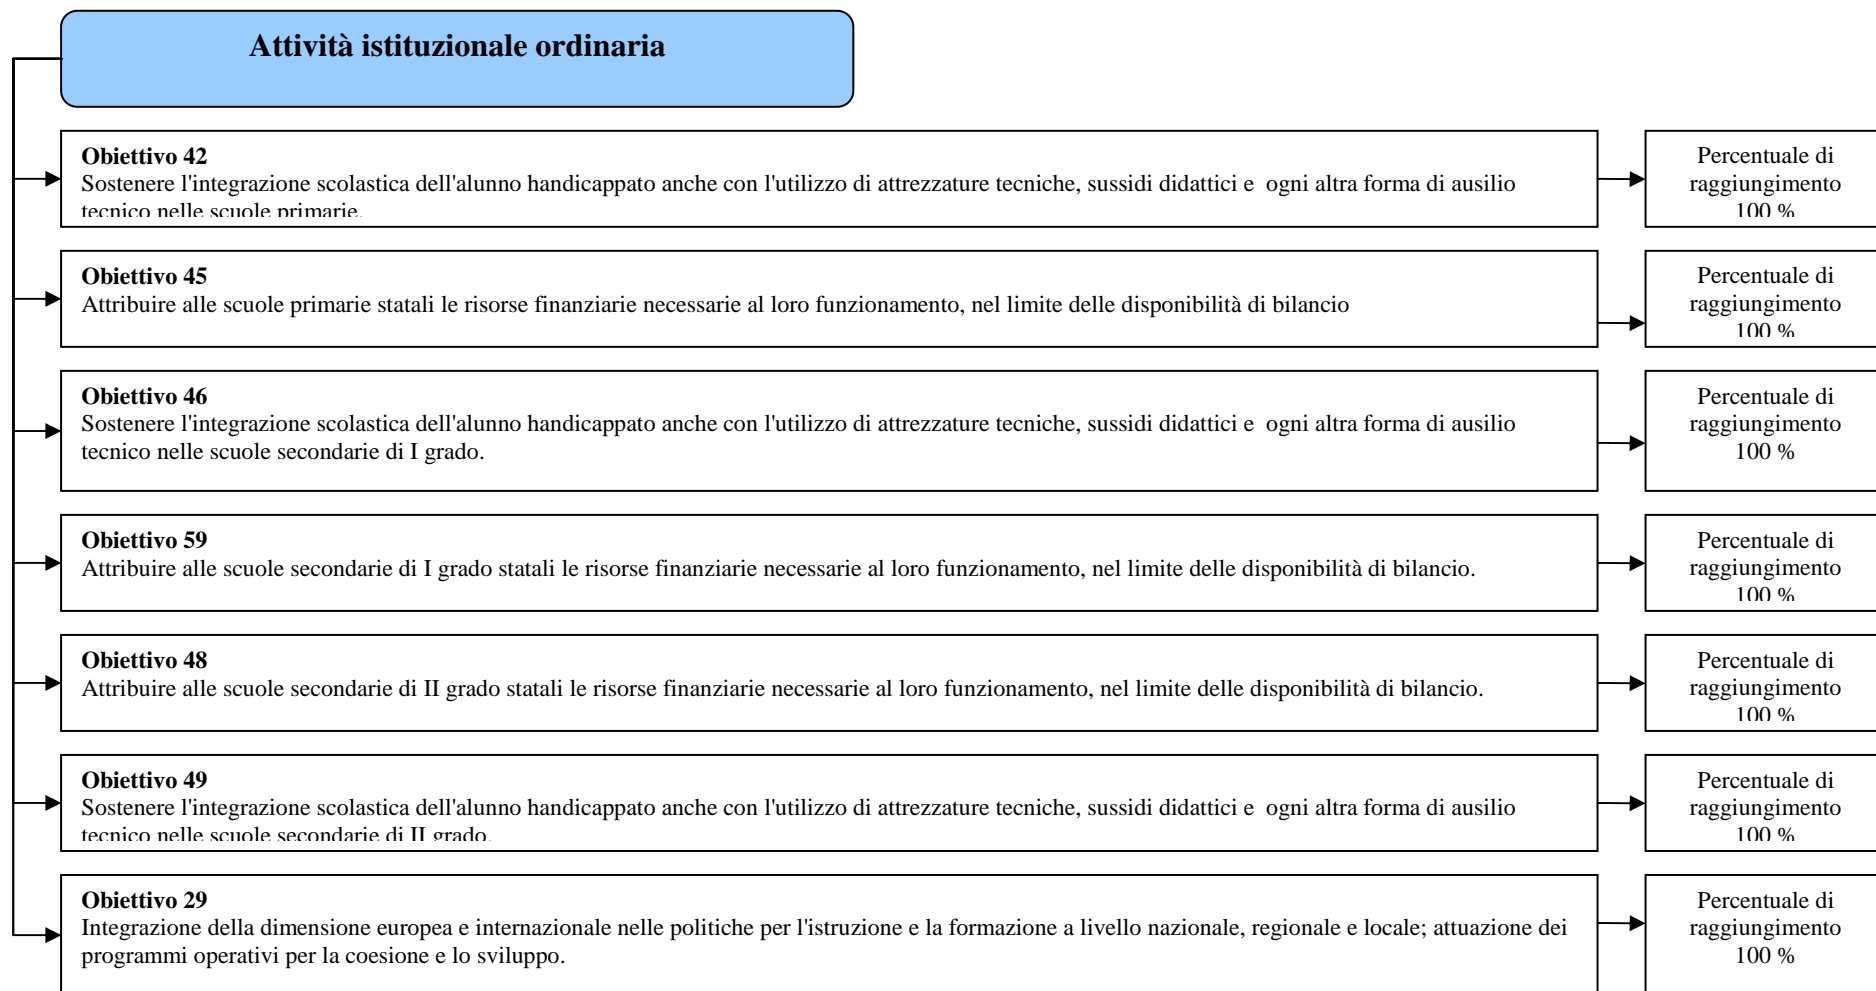 Attività istituzionale ordinaria
Obiettivo 42
Sostenere l'integrazione scolastica dell'alunno handicappato anche con l'utilizzo di attrezzature tecniche, sussidi didattici e  ogni altra forma di ausilio
tecnico nelle scuole primarie.
Percentuale di
raggiungimento
100 %
Obiettivo 45
Attribuire alle scuole primarie statali le risorse finanziarie necessarie al loro funzionamento, nel limite delle disponibilità di bilancio
Percentuale di
raggiungimento
100 %
Obiettivo 46
Sostenere l'integrazione scolastica dell'alunno handicappato anche con l'utilizzo di attrezzature tecniche, sussidi didattici e  ogni altra forma di ausilio
tecnico nelle scuole secondarie di I grado.
Percentuale di
raggiungimento
100 %
Obiettivo 59
Attribuire alle scuole secondarie di I grado statali le risorse finanziarie necessarie al loro funzionamento, nel limite delle disponibilità di bilancio.
Percentuale di
raggiungimento
100 %
Obiettivo 48
Attribuire alle scuole secondarie di II grado statali le risorse finanziarie necessarie al loro funzionamento, nel limite delle disponibilità di bilancio.
Percentuale di
raggiungimento
100 %
Obiettivo 49
Sostenere l'integrazione scolastica dell'alunno handicappato anche con l'utilizzo di attrezzature tecniche, sussidi didattici e  ogni altra forma di ausilio
tecnico nelle scuole secondarie di II grado.
Percentuale di
raggiungimento
100 %
Obiettivo 29
Integrazione della dimensione europea e internazionale nelle politiche per l'istruzione e la formazione a livello nazionale, regionale e locale; attuazione dei
programmi operativi per la coesione e lo sviluppo.
Percentuale di
raggiungimento
100 %